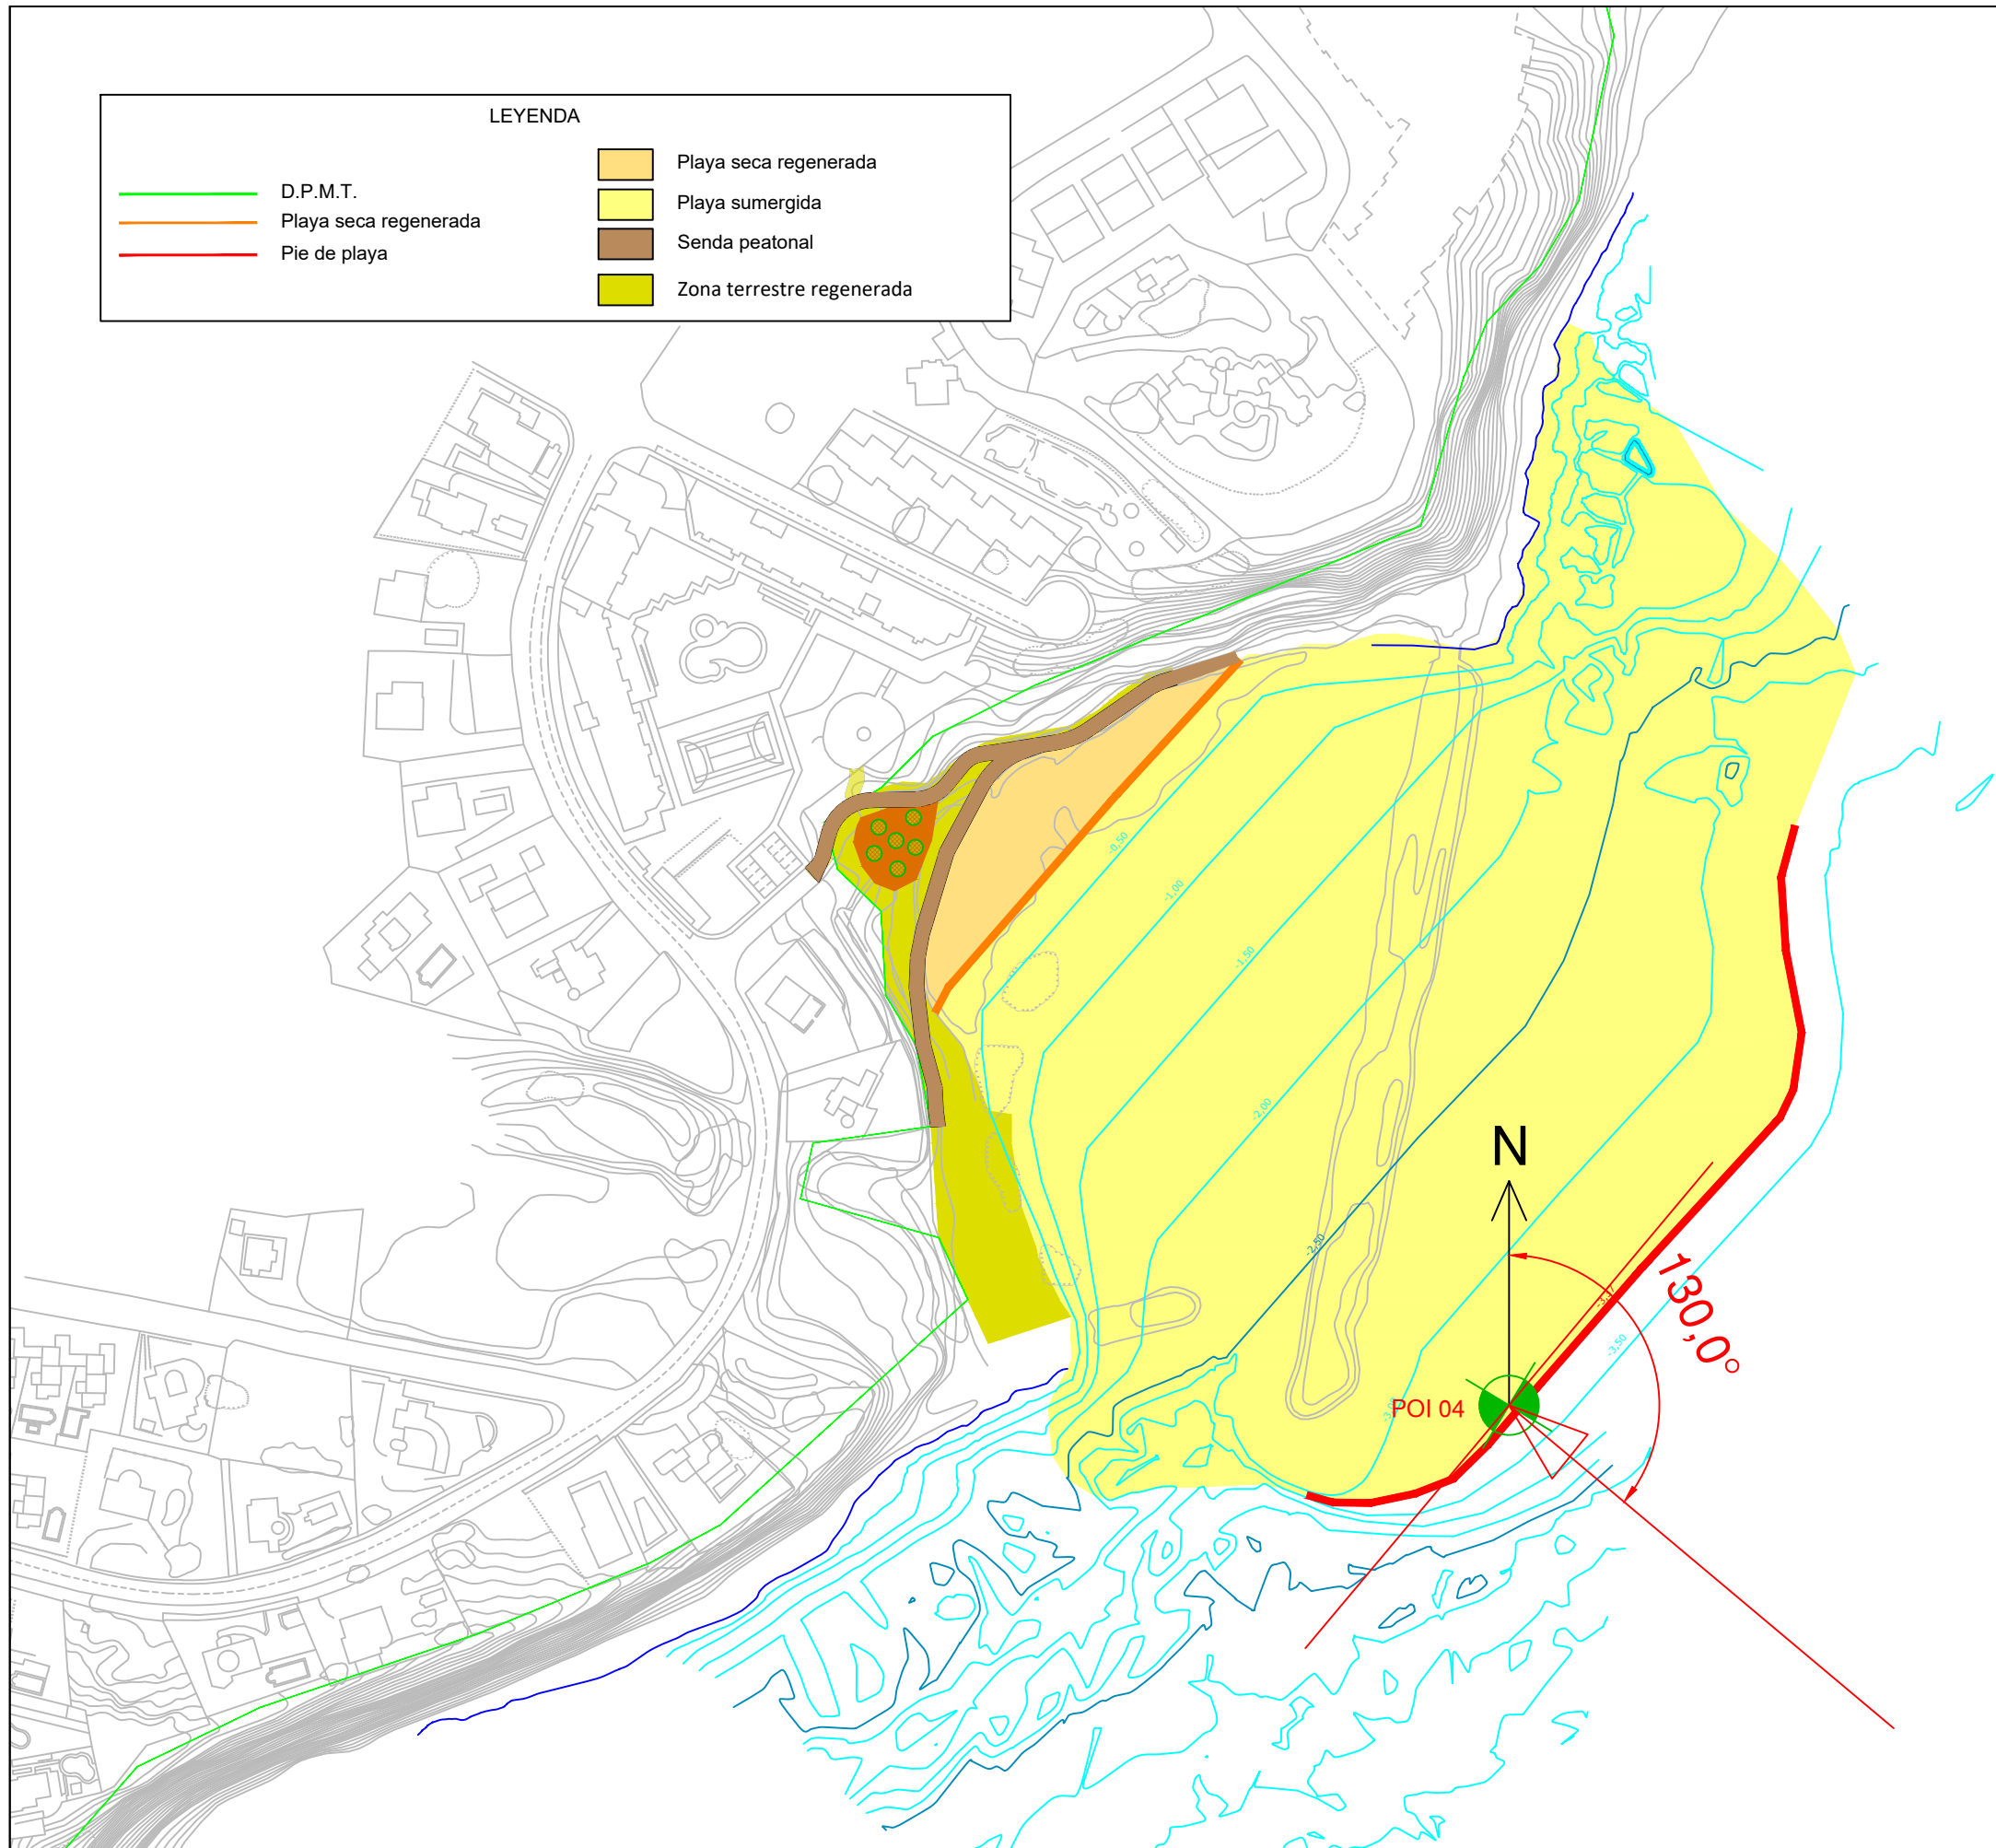 LEYENDA
D.P.M.T.
Playa seca regenerada
Pie de playa
Playa seca regenerada
Playa sumergida
Senda peatonal
Zona terrestre regenerada
-0,50
-1,00
-1,50
-2,00
-2,50
N
130,0°
-3,50
POI 04